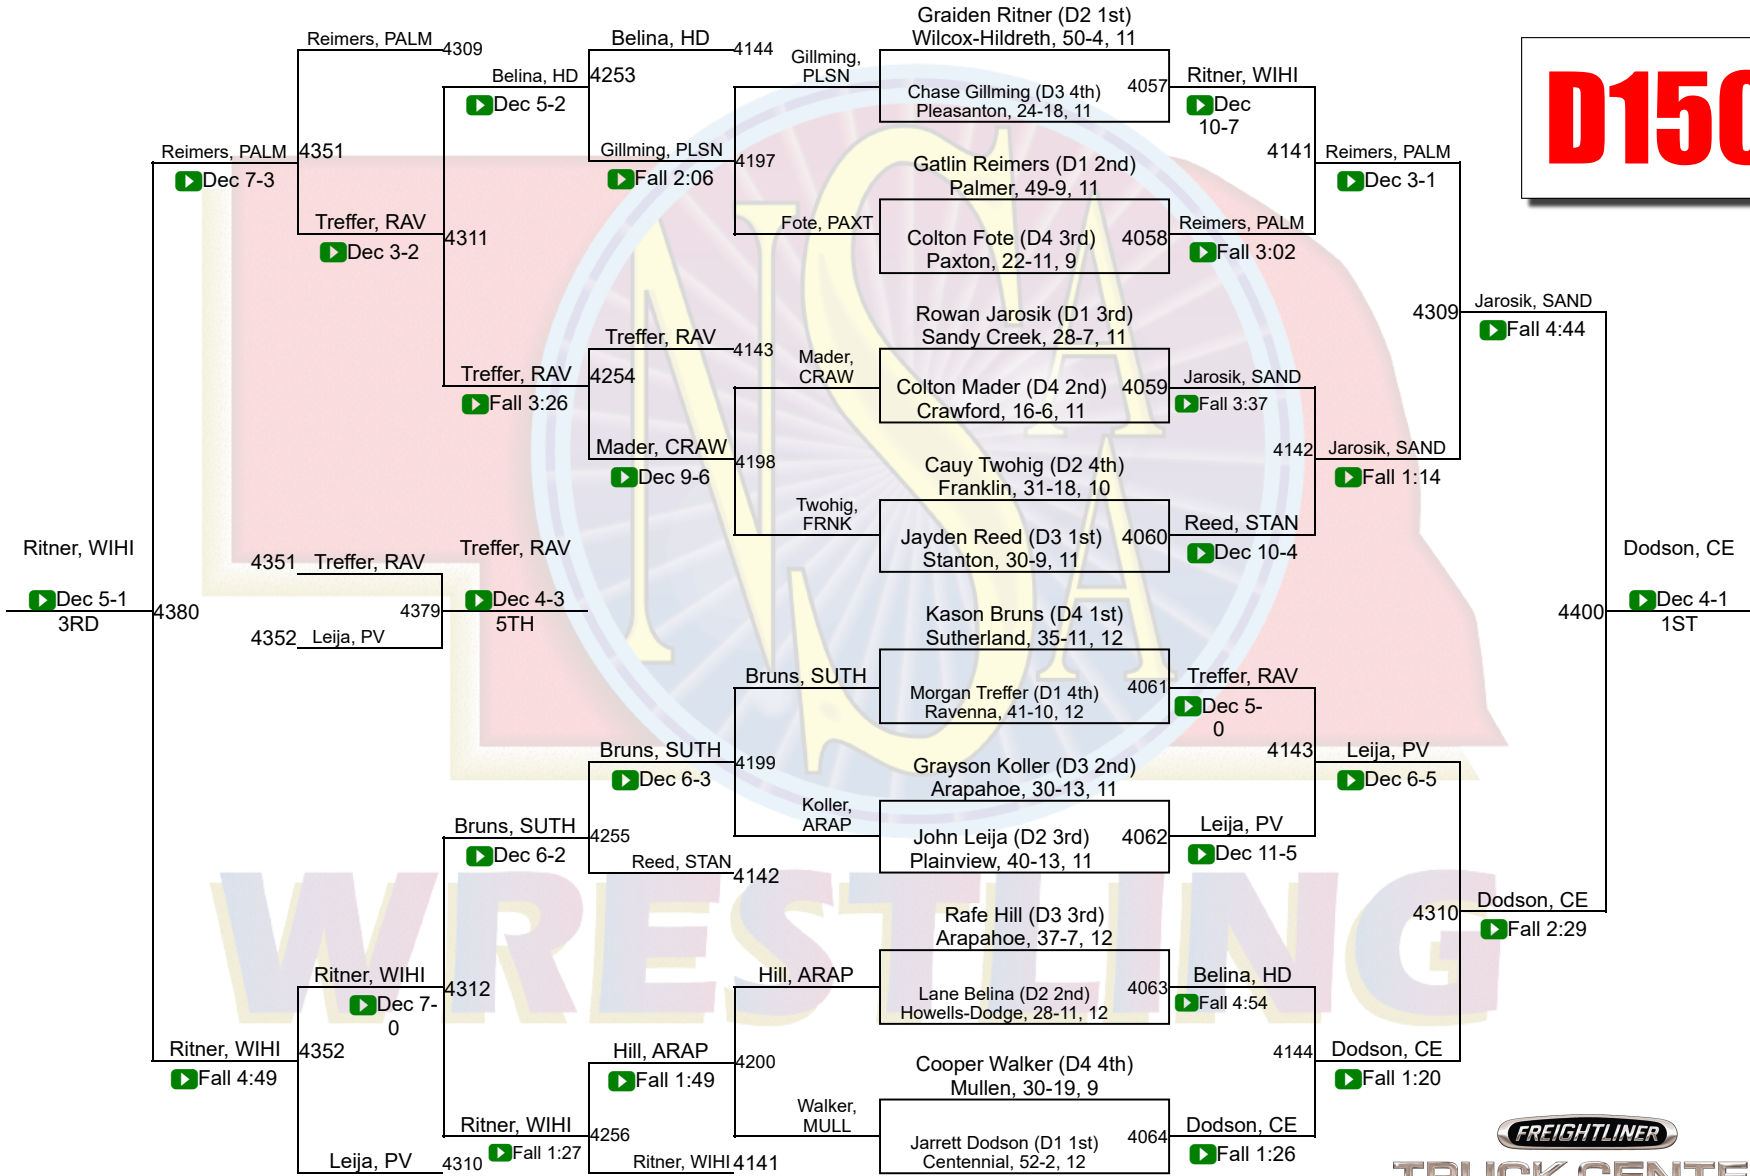 Reimers, PALM
4309
Belina, HD
4144
Graiden Ritner (D2 1st)
Wilcox-Hildreth, 50-4, 11
Gillming,
PLSN
Chase Gillming (D3 4th)
Pleasanton, 24-18, 11
4057
Ritner, WIHI
Dec
10-7
D150
Belina, HD
4253
Dec 5-2
Reimers, PALM
4351
Dec 7-3
Gillming, PLSN
4197
Fall 2:06
Gatlin Reimers (D1 2nd)
Palmer, 49-9, 11
4141
Reimers, PALM
Dec 3-1
Treffer, RAV
4311
Dec 3-2
Fote, PAXT
Colton Fote (D4 3rd)
Paxton, 22-11, 9
4058
Reimers, PALM
Fall 3:02
Rowan Jarosik (D1 3rd)
Sandy Creek, 28-7, 11
4309
Jarosik, SAND
Fall 4:44
Treffer, RAV
4143
Treffer, RAV
4254
Fall 3:26
Mader,
CRAW
Colton Mader (D4 2nd)
Crawford, 16-6, 11
4059
Jarosik, SAND
Fall 3:37
Mader, CRAW
4198
Dec 9-6
Cauy Twohig (D2 4th)
Franklin, 31-18, 10
4142
Jarosik, SAND
Fall 1:14
Twohig,
FRNK
Jayden Reed (D3 1st)
Stanton, 30-9, 11
4060
Reed, STAN
Dec 10-4
Ritner, WIHI
Dec 5-1
3RD
4380
4351
Treffer, RAV
4379
4352
Leija, PV
Treffer, RAV
Dec 4-3
5TH
Dodson, CE
4400
Dec 4-1
1ST
Kason Bruns (D4 1st)
Sutherland, 35-11, 12
Bruns, SUTH
Morgan Treffer (D1 4th)
Ravenna, 41-10, 12
4061
Treffer, RAV
Dec 5-
0
Bruns, SUTH
4199
Dec 6-3
Grayson Koller (D3 2nd)
Arapahoe, 30-13, 11
4143
Leija, PV
Dec 6-5
Koller,
ARAP
John Leija (D2 3rd)
Plainview, 40-13, 11
4062
Leija, PV
Dec 11-5
Bruns, SUTH
4255
Dec 6-2
Reed, STAN
4142
Rafe Hill (D3 3rd)
Arapahoe, 37-7, 12
4310
Dodson, CE
Fall 2:29
Hill, ARAP
Lane Belina (D2 2nd)
Howells-Dodge, 28-11, 12
4063
Belina, HD
Fall 4:54
Ritner, WIHI
4312
Dec 7-
0
Ritner, WIHI
4352
Fall 4:49
Hill, ARAP
4200
Fall 1:49
Cooper Walker (D4 4th)
Mullen, 30-19, 9
4144
Dodson, CE
Fall 1:20
Walker,
MULL
Jarrett Dodson (D1 1st)
Centennial, 52-2, 12
4064
Dodson, CE
Fall 1:26
Ritner, WIHI
4256
Fall 1:27
Leija, PV
4310
Ritner, WIHI
4141
NSAA
WRESTLING
FREIGHTLINER
TRUCK CENTE